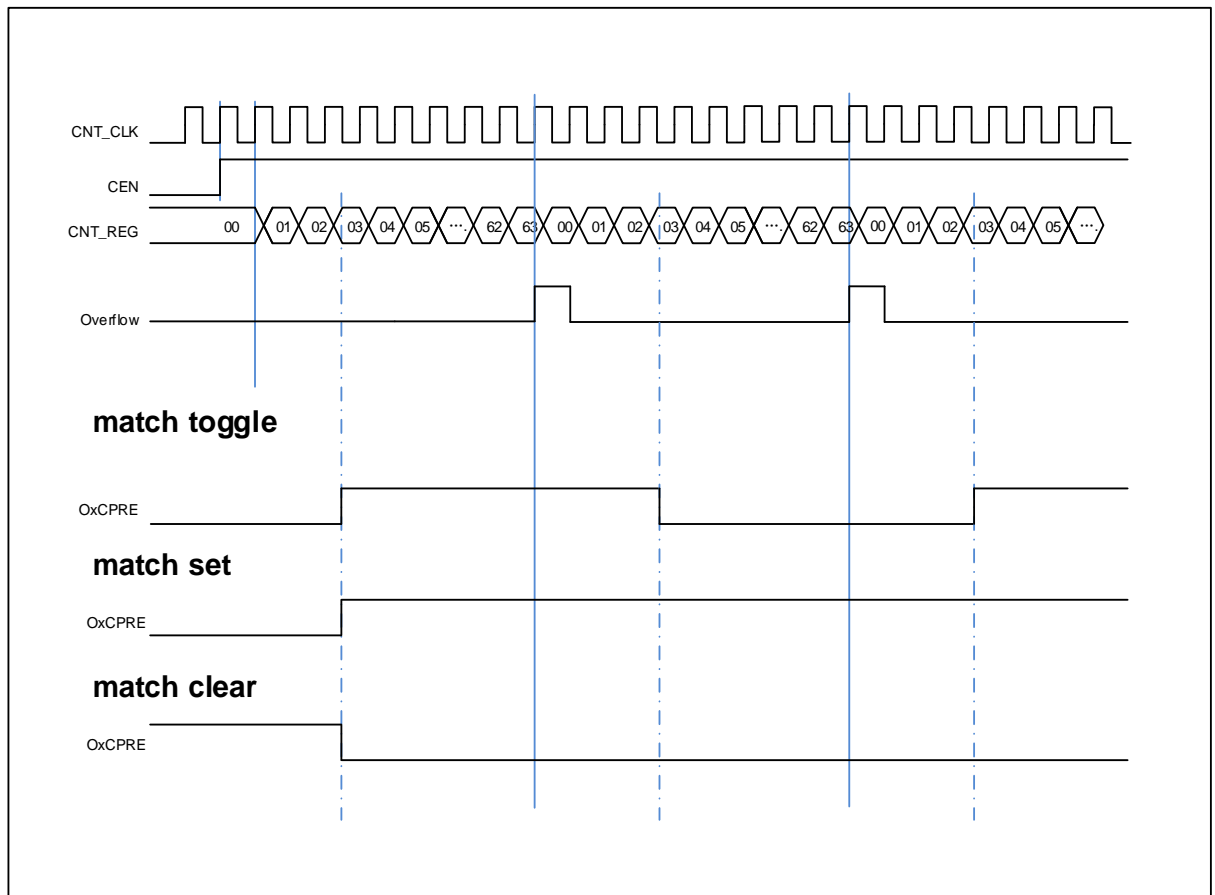 CNT_CLK
CEN
CNT_REG 00 01 02 03 04 05 .... 62 63 00 01 02 03 04 05 .... 62 63 00 01 02 03 04 05 ....
Overflow
match toggle
OxCPRE
match set
OxCPRE
match clear
OxCPRE